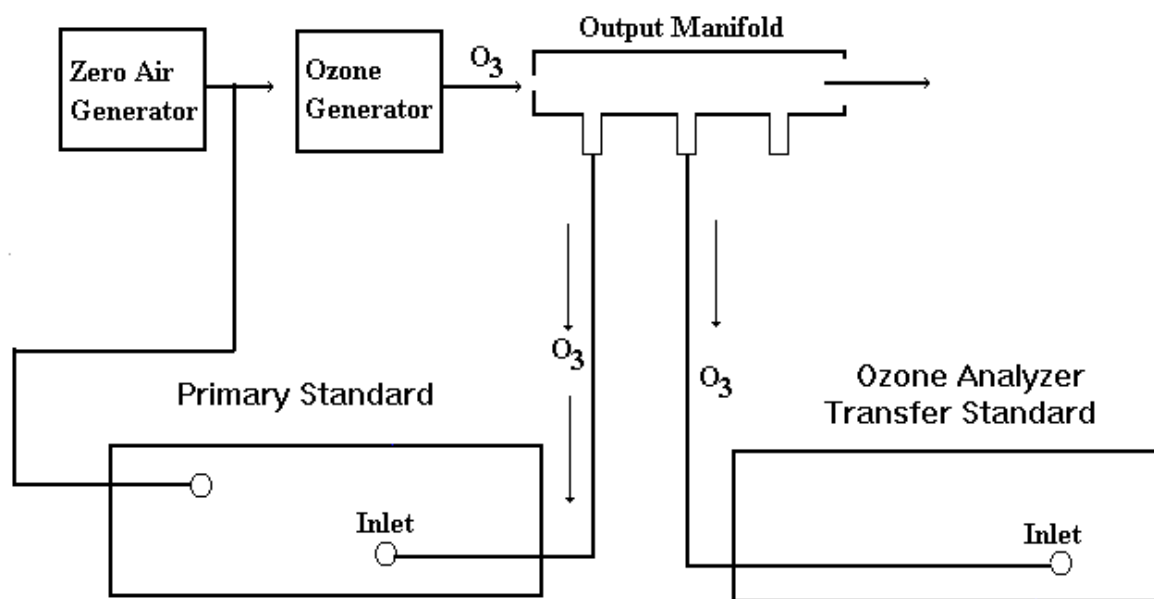 Output Manifold
Zero Air
Generator
Ozone
Generator
O3
O3
O3
Primary Standard
Ozone Analyzer
Transfer Standard
Inlet
Inlet